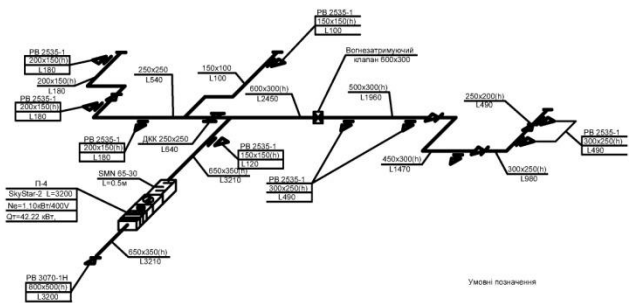 РВ 2535-1
150x150(h)
L100
РВ 2535-1
200x150(h)
L180
200x150(h)
L180
250x250
L540
150x100
L100
Вогнезатримуючий
клапан 600x300
600x300(h)
L2450
500x300(h)
L1960
250x200(h)
L490
РВ 2535-1
200x150(h)
L180
РВ 2535-1
200x150(h)
L180
ДКК 250x250
L640
РВ 2535-1
150x150(h)
L120
РВ 2535-1
300x250(h)
L490
450x300(h)
L1470
300x250(h)
L980
РВ 2535-1
300x250(h)
L490
SMN 65-30
L=0.5м
650x350(h)
L3210
П-4
SkyStar-2 L=3200
Ne=1.10кВт/400V
Qт=42.22 кВт.
650x350(h)
L3210
РВ 3070-1Н
800x500(h)
L3200
Умовні позначення